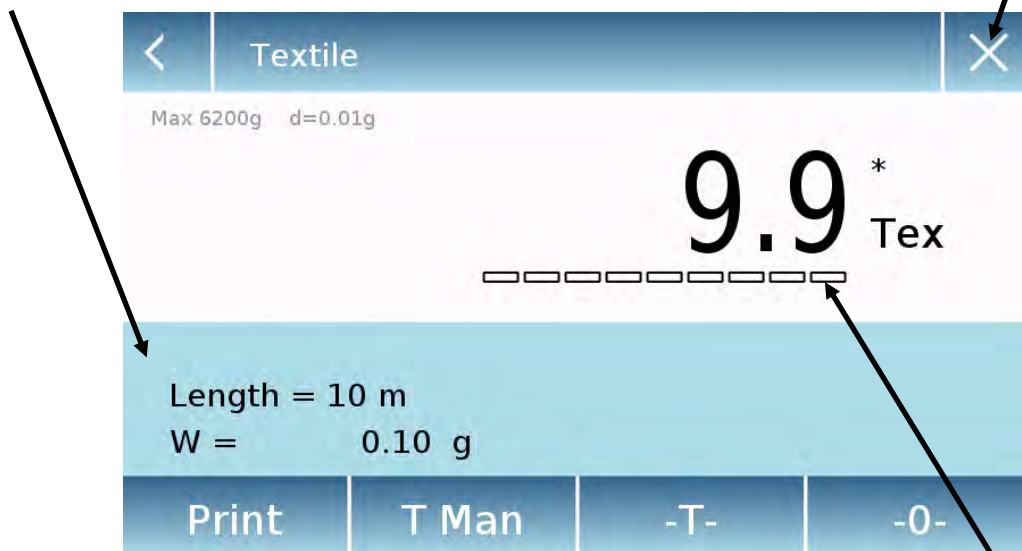 Textile
Max 6200g d=0.01g
9.9 * Tex
Length = 10 m
W = 0.10 g
Print T Man -T- -0-